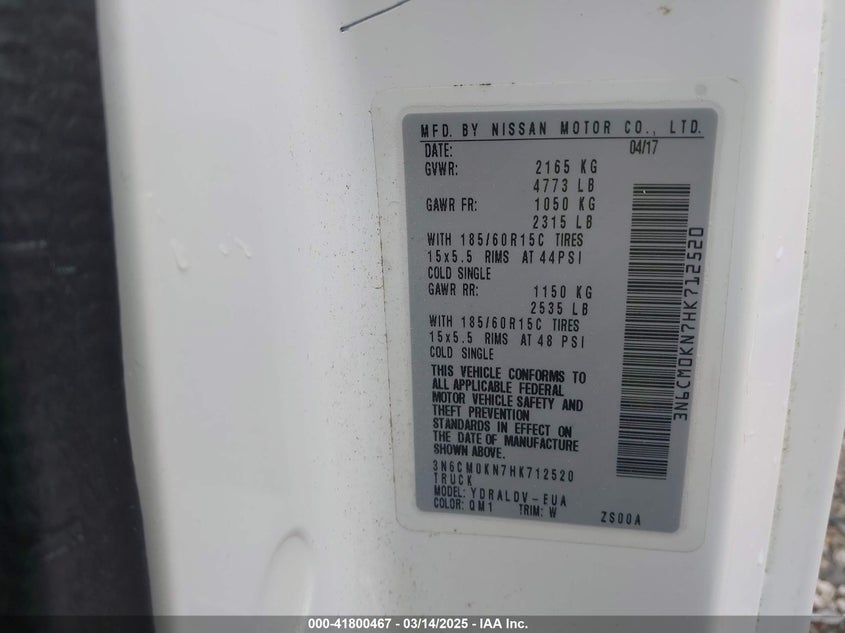 MFD. BY NISSAN MOTOR CO., LTD.
DATE: 04/17
GVWR: 2165 KG
4773 LB
GAWR FR: 1050 KG
2315 LB
WITH 185/60R15C TIRES
15x5.5 RIMS AT 44PSI
COLD SINGLE
GAWR RR: 1150 KG
2535 LB
WITH 185/60R15C TIRES
15x5.5 RIMS AT 48 PSI
COLD SINGLE
THIS VEHICLE CONFORMS TO
ALL APPLICABLE FEDERAL
MOTOR VEHICLE SAFETY AND
THEFT PREVENTION
STANDARDS IN EFFECT ON
THE DATE OF MANUFACTURE
SHOWN ABOVE.
3N6CM0KN7HK712520
TRUCK
MODEL: YDRALDV-EUA
COLOR: QM1 TRIM: W ZS00A
3N6CM0KN7HK712520
000-41800467 - 03/14/2025 - IAA Inc.